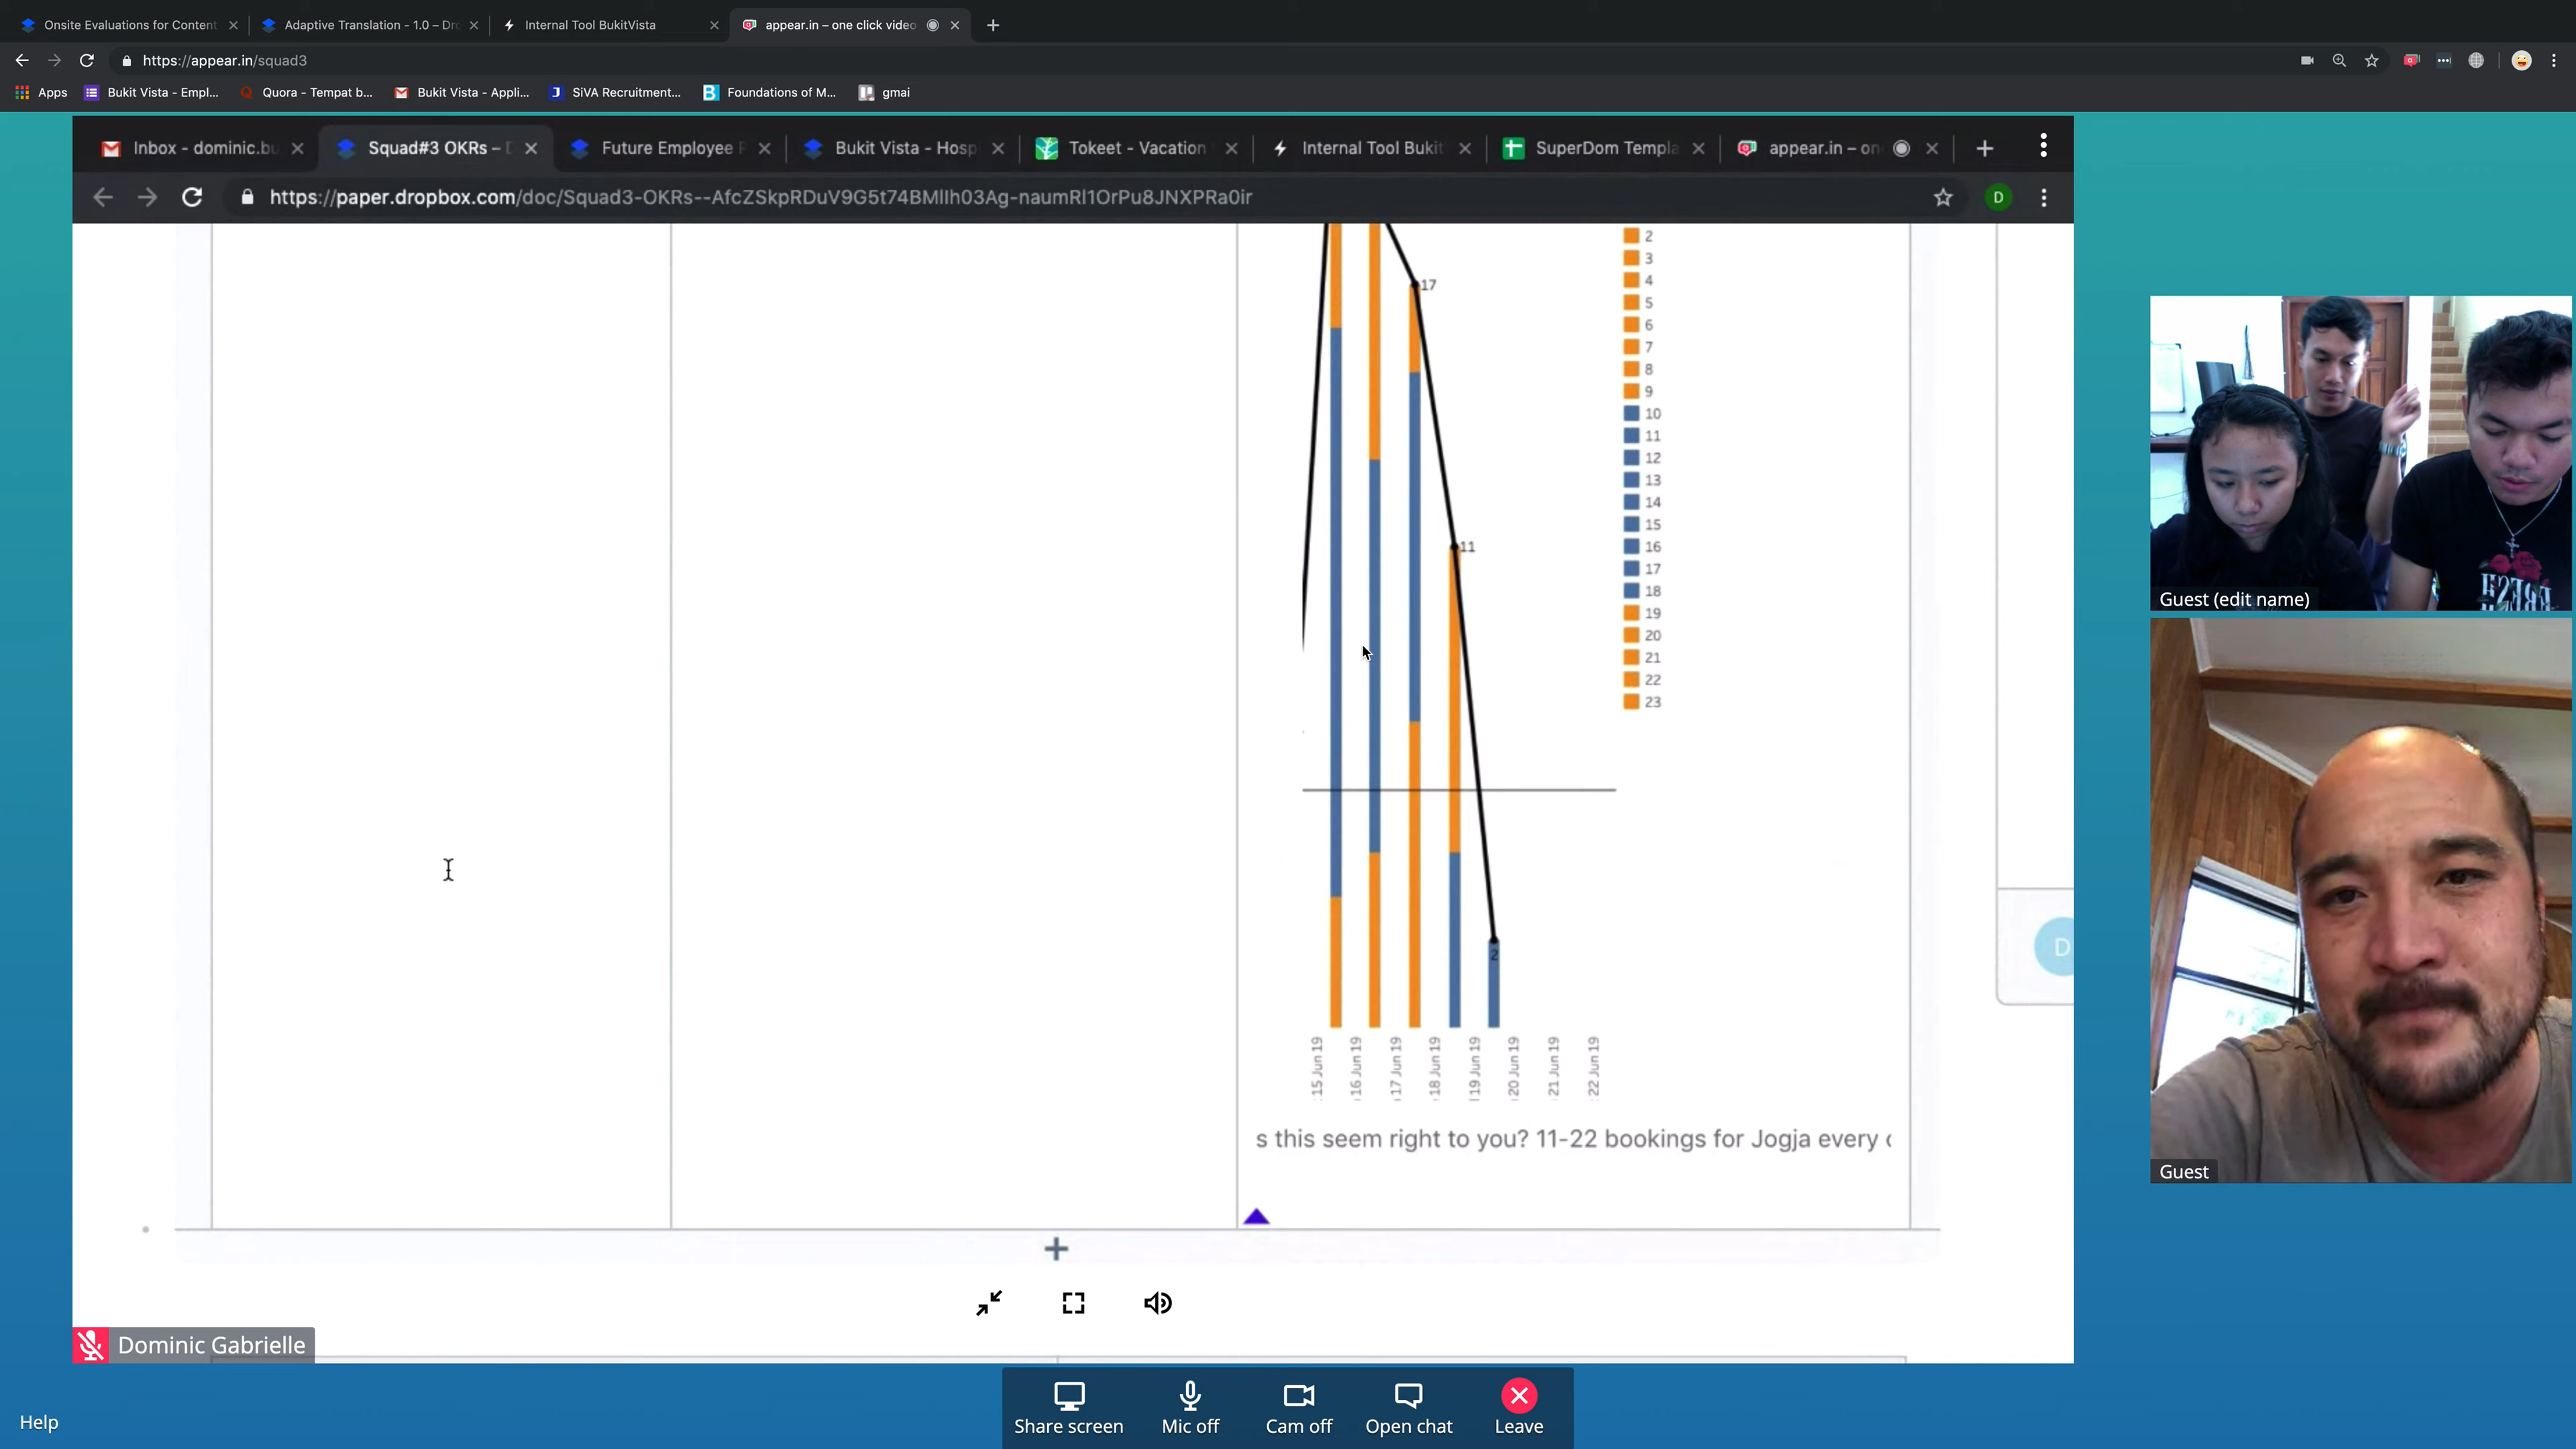 Onsite Evaluations for Content
Adaptive Translation - 1.0 – Dro
Internal Tool BukitVista
appear.in – one click video
https://appear.in/squad3
Apps
Bukit Vista - Empl...
Quora - Tempat b...
Bukit Vista - Appli...
SiVA Recruitment...
Foundations of M...
gmai
Inbox - dominic.bu
Squad#3 OKRs – D
Future Employee
Bukit Vista - Hosp
Tokeet - Vacation
Internal Tool Bukit
SuperDom Templa
appear.in – on
https://paper.dropbox.com/doc/Squad3-OKRs--AfcZSkpRDuV9G5t74BMlIh03Ag-naumRl1OrPu8JNXPRa0ir
D
2
3
4
5
6
7
8
9
10
11
12
13
14
15
16
17
18
19
20
21
22
23
17
11
2
15 Jun 19
16 Jun 19
17 Jun 19
18 Jun 19
19 Jun 19
20 Jun 19
21 Jun 19
22 Jun 19
s this seem right to you? 11-22 bookings for Jogja every
D
Dominic Gabrielle
Guest (edit name)
Guest
Help
Share screen
Mic off
Cam off
Open chat
Leave